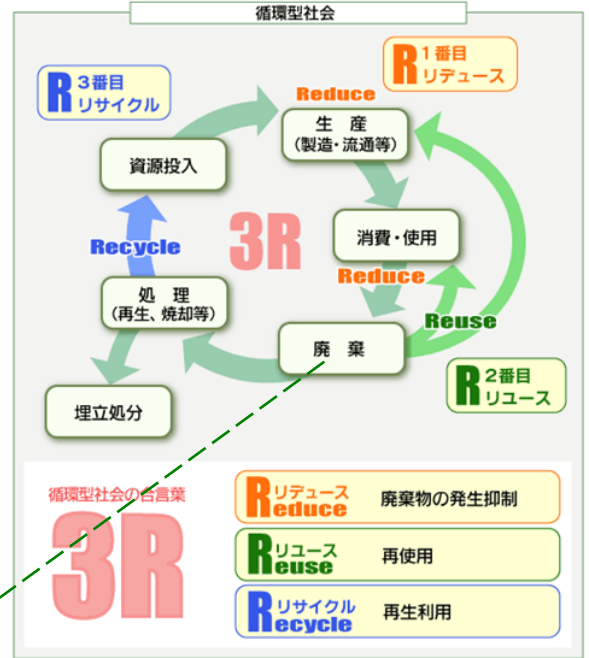 循環型社会
R 1番目
リデュース
R 3番目
リサイクル
Reduce
生 産
(製造・流通等)
資源投入
3R
消費・使用
Recycle
Reduce
処 理
(再生、焼却等)
Reuse
廃 棄
R 2番目
リユース
埋立処分
循環型社会の合言葉
3R
リデュース
Reduce 廃棄物の発生抑制
リユース
Reuse 再使用
リサイクル
Recycle 再生利用